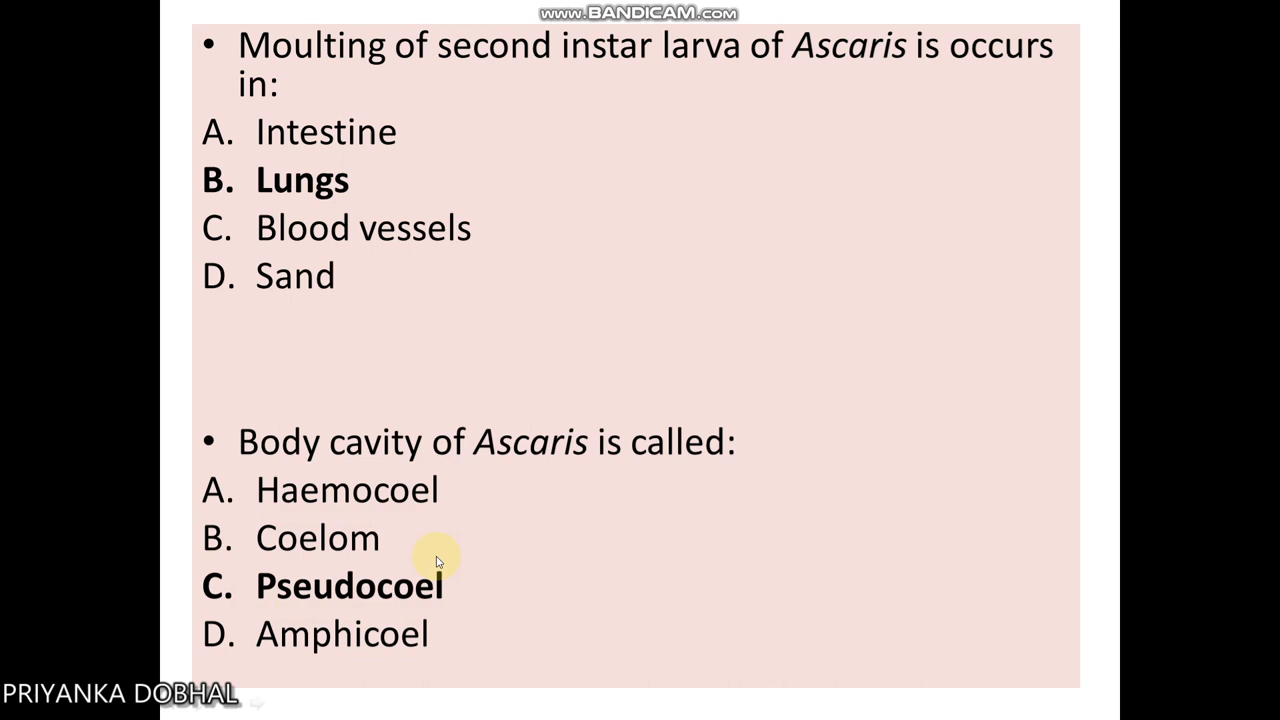 www.BANDICAM.com
• Moulting of second instar larva of Ascaris is occurs
in:
A. Intestine
B. Lungs
C. Blood vessels
D. Sand
• Body cavity of Ascaris is called:
A. Haemocoel
B. Coelom
C. Pseudocoel
D. Amphicoel
PRIYANKA DOBHAL